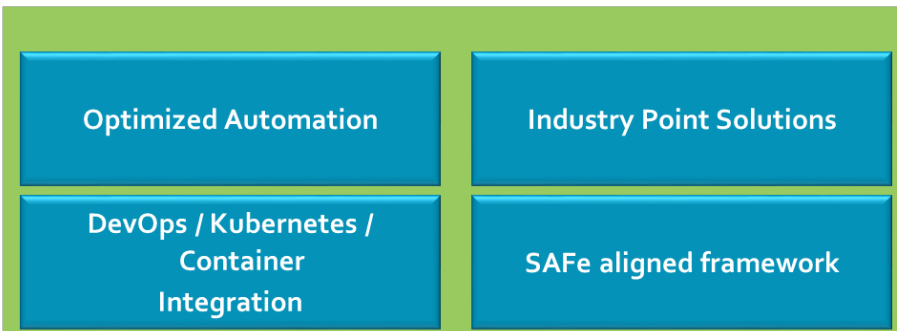 Optimized Automation
Industry Point Solutions
DevOps / Kubernetes /
Container
Integration
SAFe aligned framework